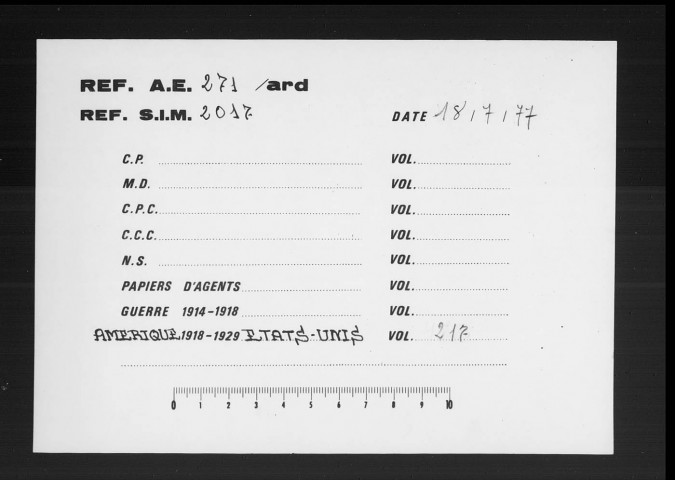 REF. A.E. 271 /ard
REF. S.I.M. 2017
DATE 18/7/77
C.P. VOL.
M.D. VOL.
C.P.C. VOL.
C.C.C. VOL.
N.S. VOL.
PAPIERS D'AGENTS VOL.
GUERRE 1914-1918 VOL.
AMERIQUE 1918-1929 ETATS-UNIS VOL. 217
0 1 2 3 4 5 6 7 8 9 10